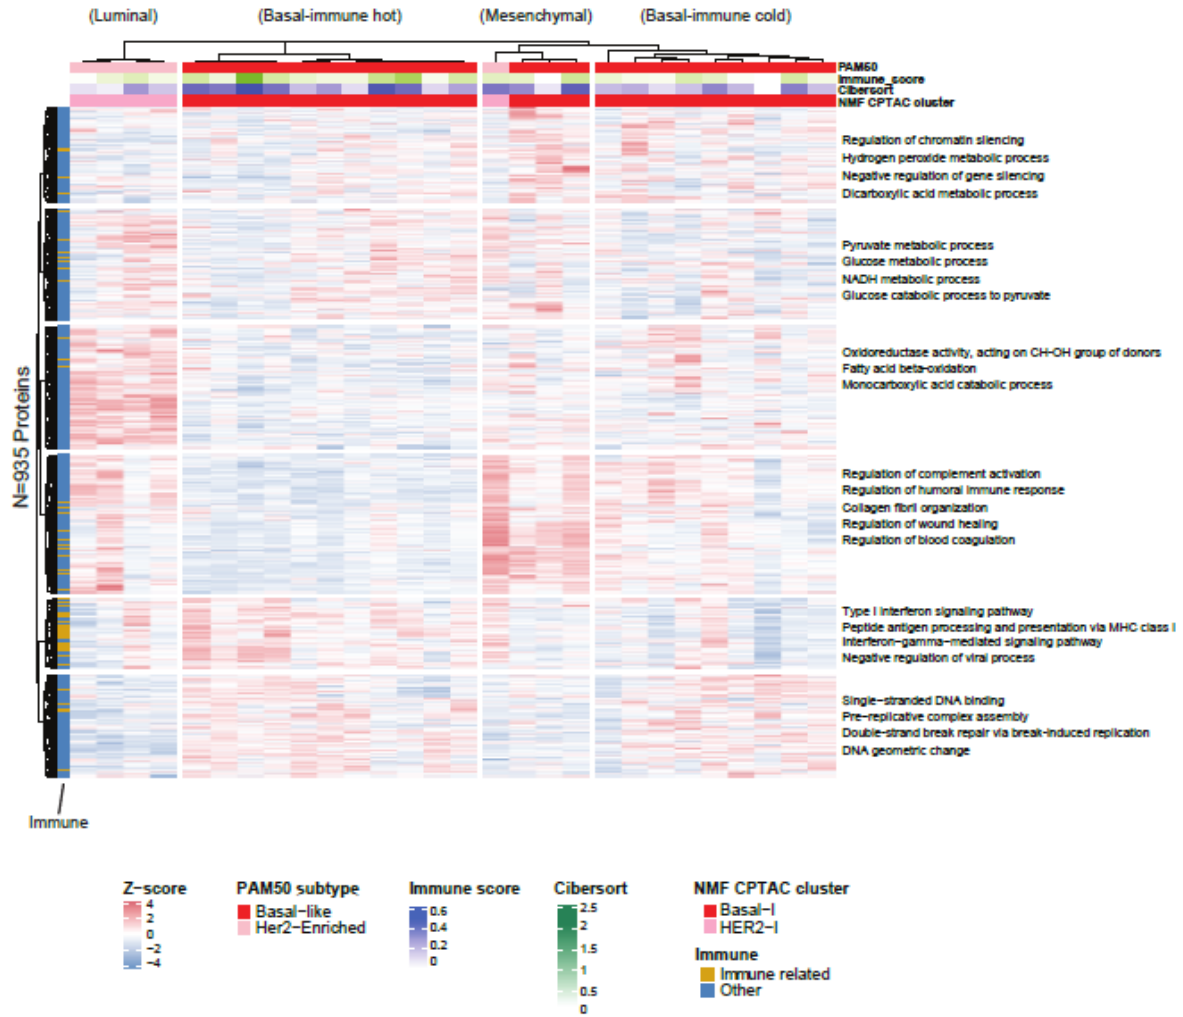 (Luminal)
(Basal-immune hot)
(Mesenchymal)
(Basal-immune cold)
PAM50
Immune_score
Cibersort
NMF CPTAC cluster
Regulation of chromatin silencing
Hydrogen peroxide metabolic process
Negative regulation of gene silencing
Dicarboxylic acid metabolic process
Pyruvate metabolic process
Glucose metabolic process
NADH metabolic process
Glucose catabolic process to pyruvate
Oxidoreductase activity, acting on CH-OH group of donors
Fatty acid beta-oxidation
Monocarboxylic acid catabolic process
N=935 Proteins
Regulation of complement activation
Regulation of humoral immune response
Collagen fibril organization
Regulation of wound healing
Regulation of blood coagulation
Type I interferon signaling pathway
Peptide antigen processing and presentation via MHC class I
Interferon-gamma-mediated signaling pathway
Negative regulation of viral process
Single-stranded DNA binding
Pre-replicative complex assembly
Double-strand break repair via break-induced replication
DNA geometric change
Immune
Z-score
4
2
0
-2
-4
PAM50 subtype
Basal-like
Her2-Enriched
Immune score
0.6
0.4
0.2
0
Cibersort
2.5
2
1.5
1
0.5
0
NMF CPTAC cluster
Basal-I
HER2-I
Immune
Immune related
Other